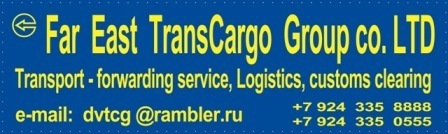 Far East TransCargo Group co. LTD
Transport - forwarding service, Logistics, customs clearing
e-mail: dvtcg @rambler.ru
+7 924 335 8888
+7 924 335 0555